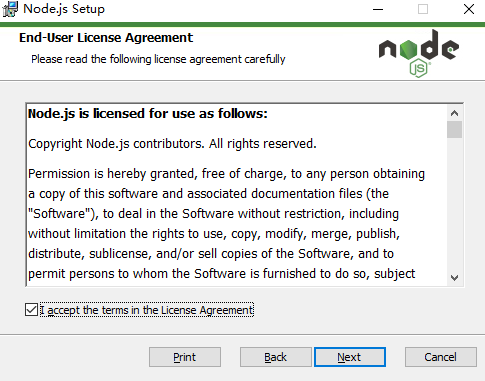 Node.js Setup
End-User License Agreement
Please read the following license agreement carefully
node
JS
Node.js is licensed for use as follows:
Copyright Node.js contributors. All rights reserved.
Permission is hereby granted, free of charge, to any person obtaining
a copy of this software and associated documentation files (the
"Software"), to deal in the Software without restriction, including
without limitation the rights to use, copy, modify, merge, publish,
distribute, sublicense, and/or sell copies of the Software, and to
permit persons to whom the Software is furnished to do so, subject
I accept the terms in the License Agreement
Print
Back
Next
Cancel